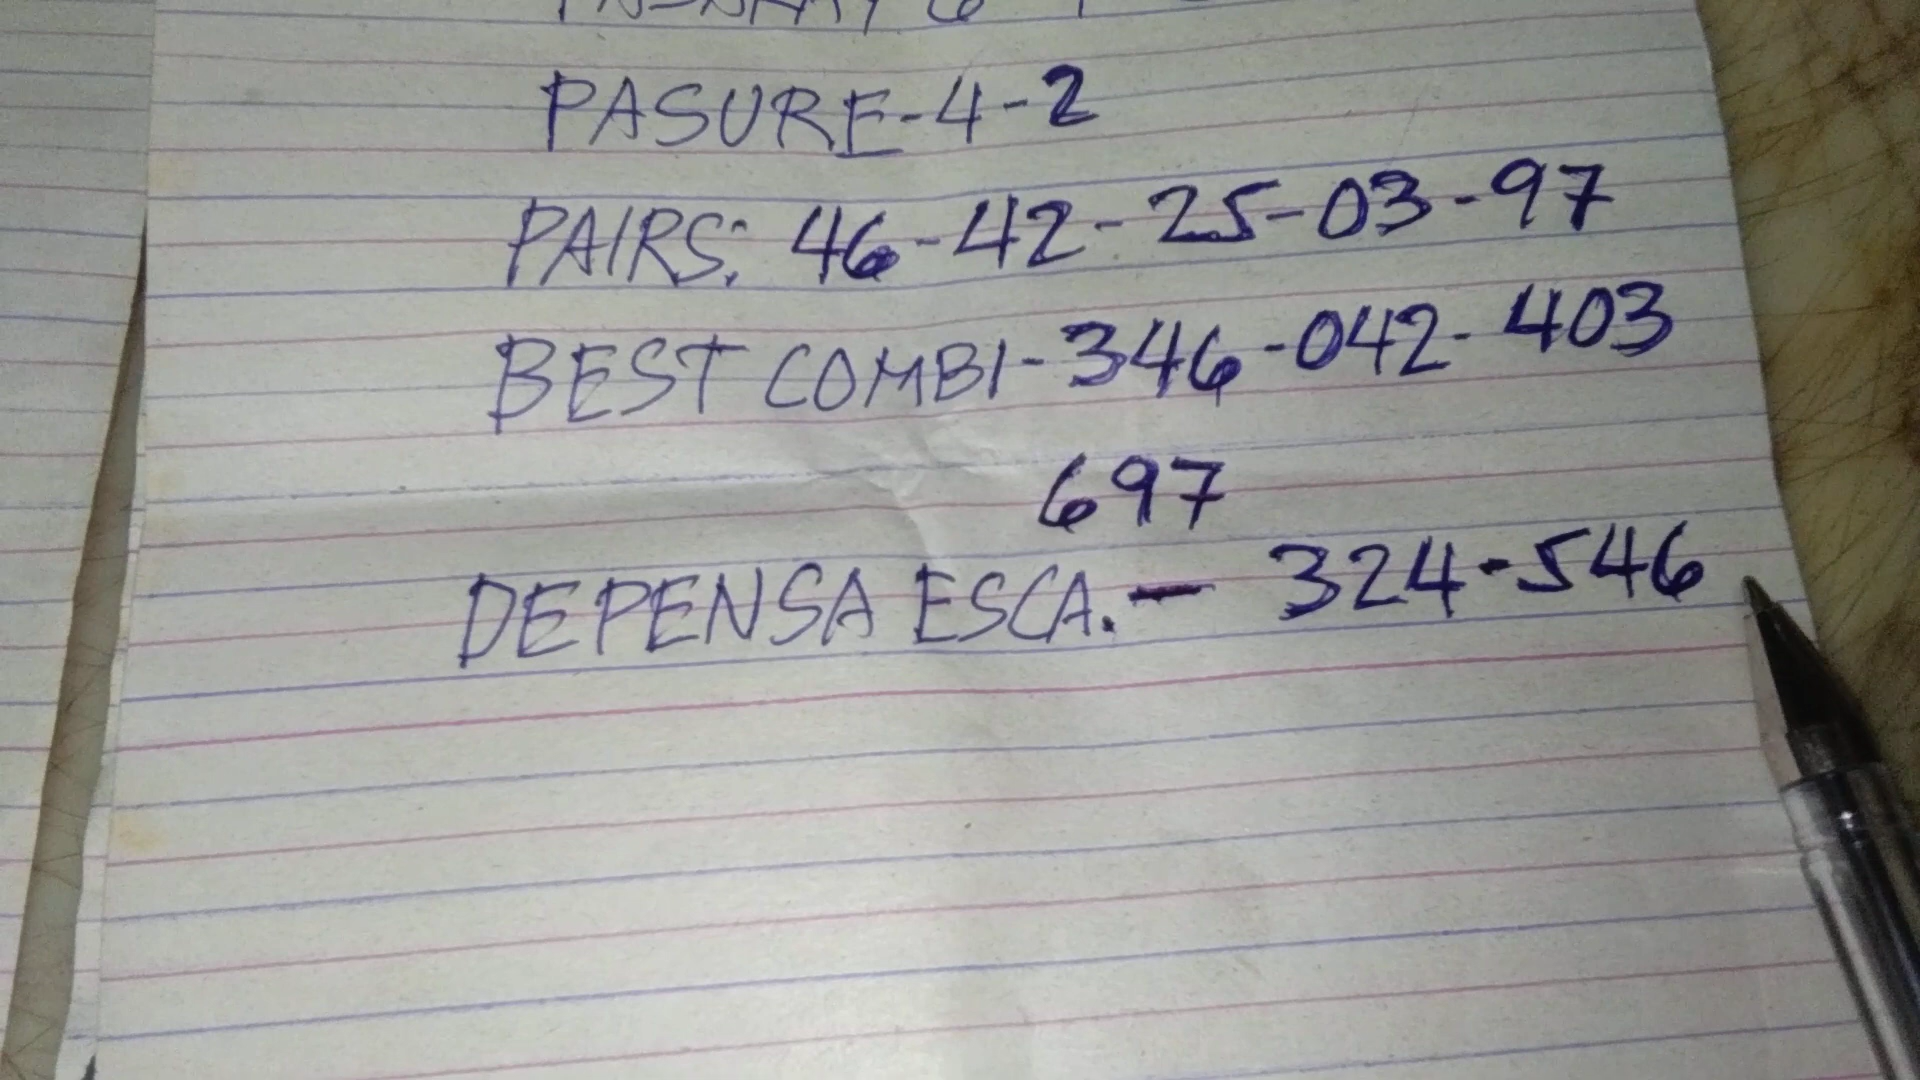 PASURE-4-2
PAIRS: 46-42-25-03-97
BEST COMBI-346-042-403
697
DEPENSA ESCA.- 324-546